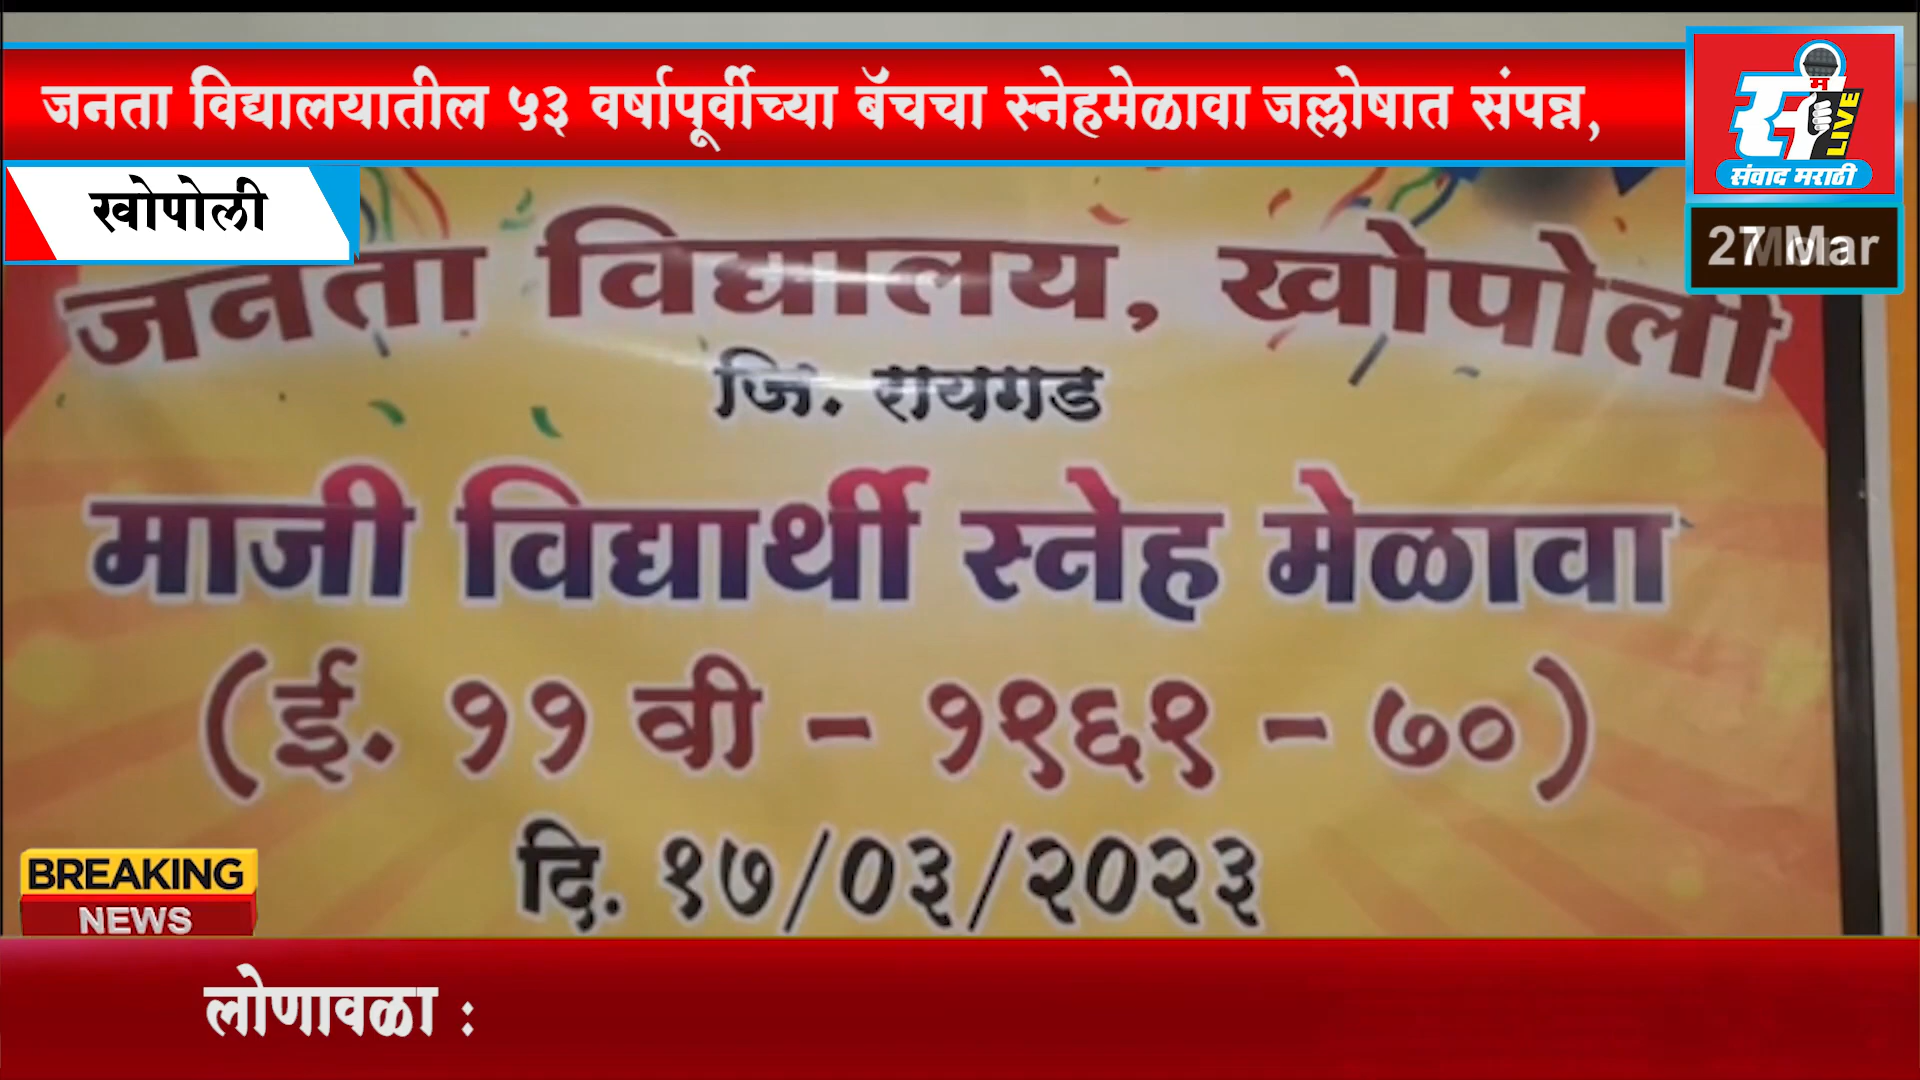 जनता विद्यालयातील ५३ वर्षापूर्वीच्या बॅचचा स्नेहमेळावा जल्लोषात संपन्न,
म
LIVE
संवाद मराठी
27 Mar
खोपोली
जनता विद्यालय, खोपोली
जि. रायगड
माजी विद्यार्थी स्नेह मेळावा
(ई. ११ वी - १९६९ - ७०)
दि. १७/०३/२०२३
BREAKING
NEWS
लोणावळा :